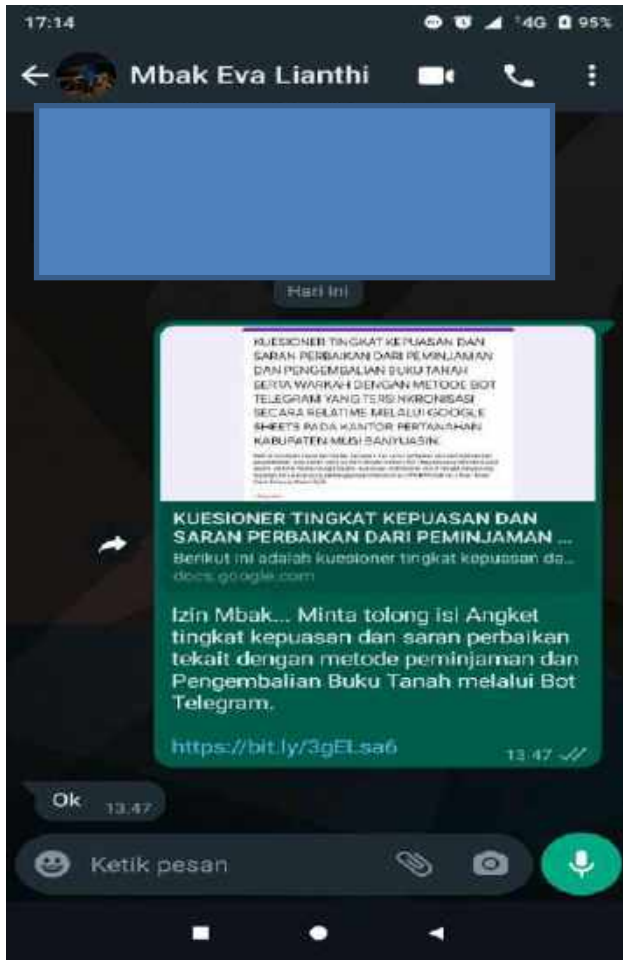 17:14
4G 95%
Mbak Eva Lianthi
Hari Ini
KUESIONER TINGKAT KEPUASAN DAN
SARAN PERBAIKAN DARI PEMINJAMAN
DAN PENGEMBALIAN BUKU TANAH
SERTA WARKAH DENGAN METODE BOT
TELEGRAM YANG TERSINKRONISASI
SECARA RELATIME MELALUI GOOGLE
SHEETS PADA KANTOR PERTANAHAN
KABUPATEN MUSI BANYUASIN
KUESIONER TINGKAT KEPUASAN DAN
SARAN PERBAIKAN DARI PEMINJAMAN ...
Berikut ini adalah kuesioner tingkat kepuasan da...
docs.google.com
Izin Mbak... Minta tolong isi Angket
tingkat kepuasan dan saran perbaikan
tekait dengan metode peminjaman dan
Pengembalian Buku Tanah melalui Bot
Telegram.
https://bit.ly/3gELsa6
13.47
Ok 13.47
Ketik pesan